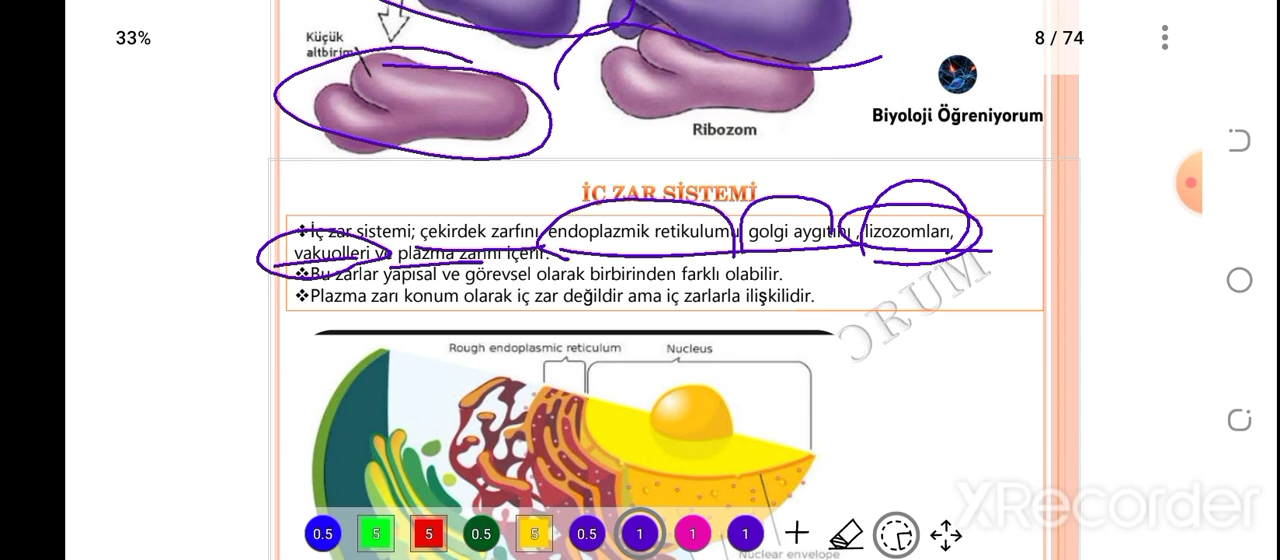 33%
8 / 74
Küçük
altbirim
Ribozom
Biyoloji Öğreniyorum
İÇ ZAR SİSTEMİ
❖İç zar sistemi; çekirdek zarfını, endoplazmik retikulumu, golgi aygıtını , lizozomları,
vakuolleri ve plazma zarını içerir.
❖Bu zarlar yapısal ve görevsel olarak birbirinden farklı olabilir.
❖Plazma zarı konum olarak iç zar değildir ama iç zarlarla ilişkilidir.
ORUM
Rough endoplasmic reticulum
Nucleus
0.5 5 5 0.5 5 0.5 1 1 1
Nuclear envelope
XRecorder